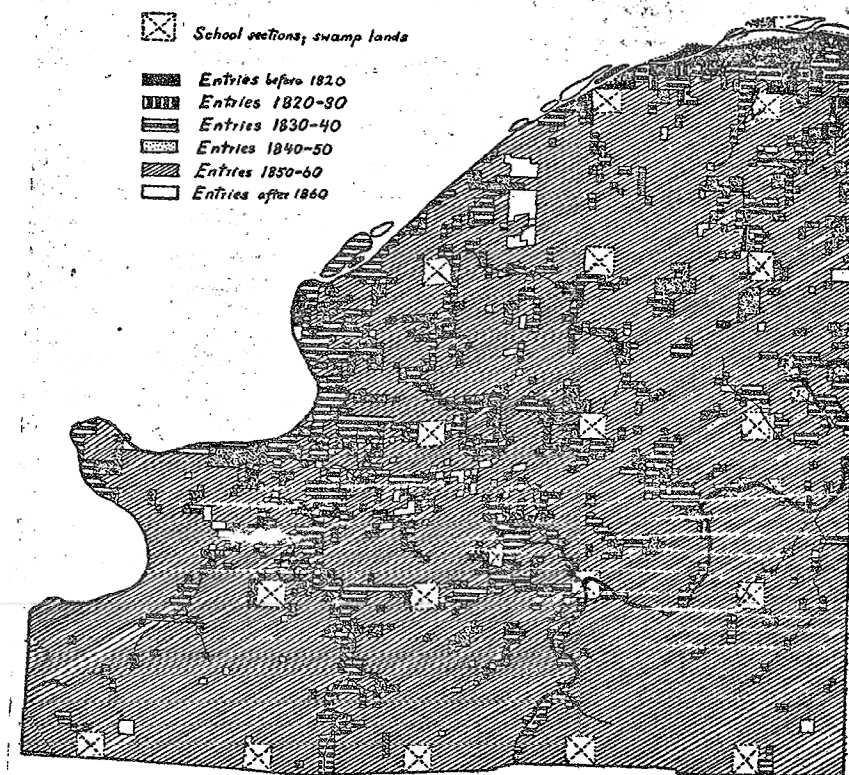 School sections; swamp lands
Entries before 1820
Entries 1820-30
Entries 1830-40
Entries 1840-50
Entries 1850-60
Entries after 1860